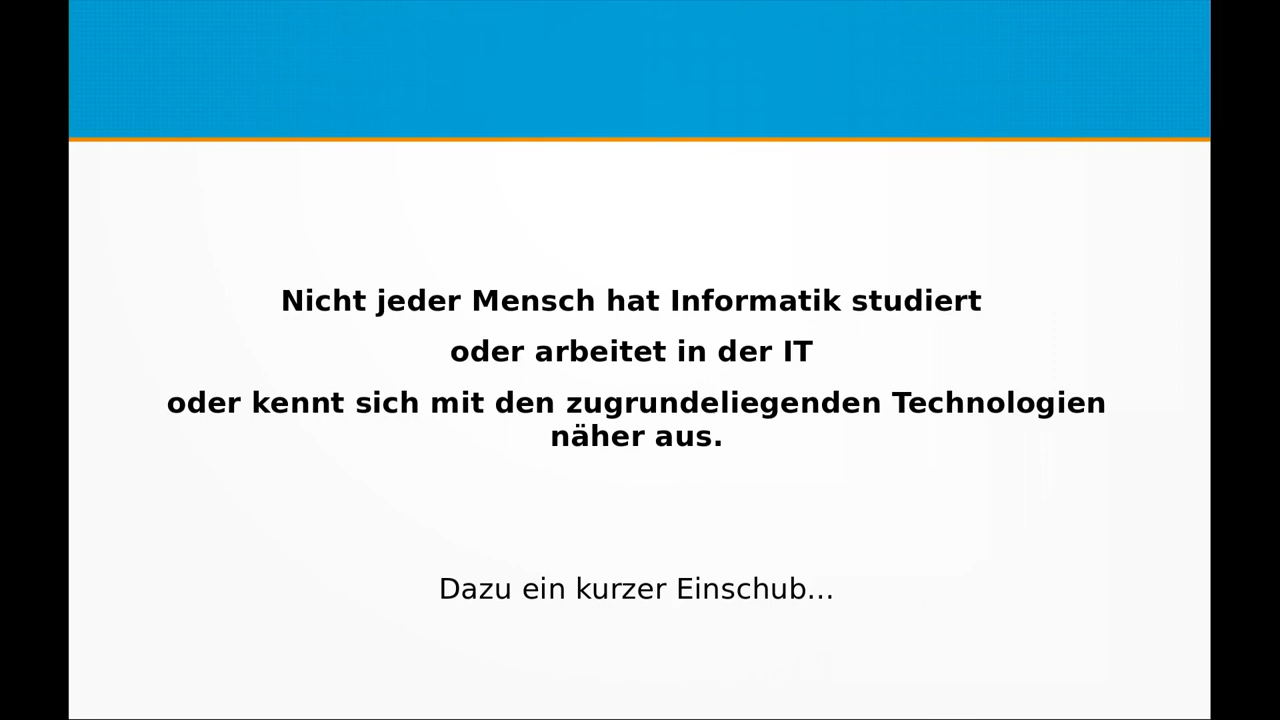 Nicht jeder Mensch hat Informatik studiert
oder arbeitet in der IT
oder kennt sich mit den zugrundeliegenden Technologien
näher aus.
Dazu ein kurzer Einschub...